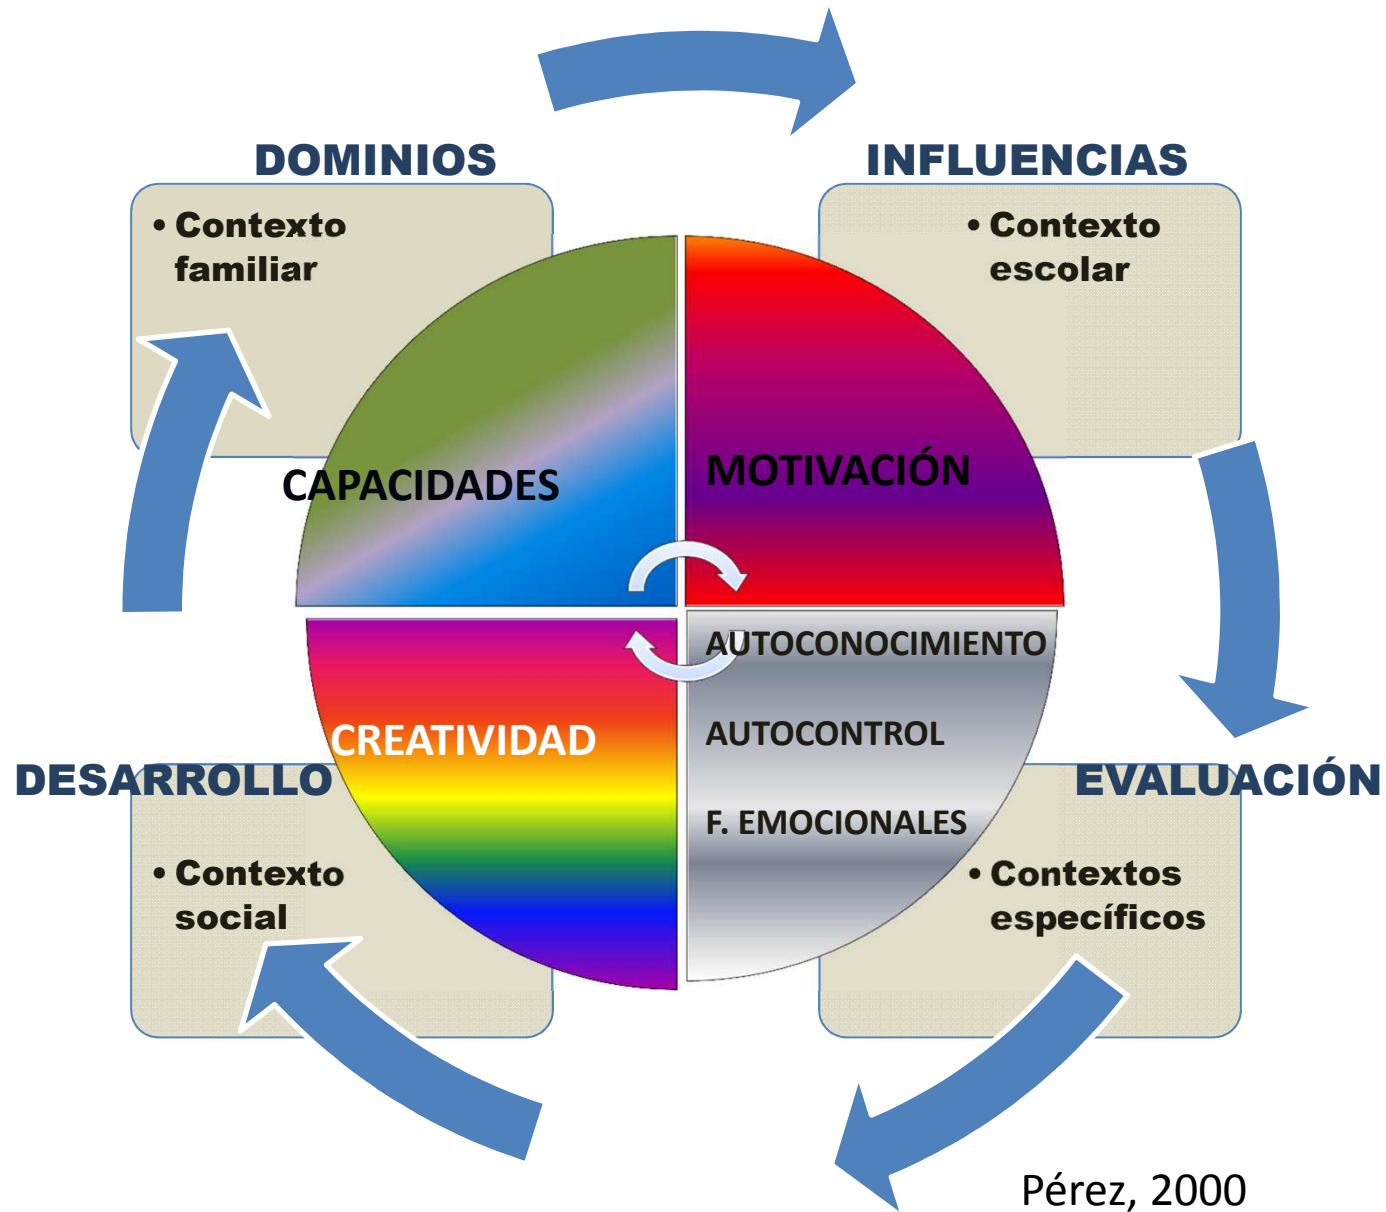 DOMINIOS
• Contexto
familiar
INFLUENCIAS
• Contexto
escolar
CAPACIDADES
MOTIVACIÓN
AUTOCONOCIMIENTO
AUTOCONTROL
F. EMOCIONALES
CREATIVIDAD
DESARROLLO
• Contexto
social
EVALUACIÓN
• Contextos
específicos
Pérez, 2000